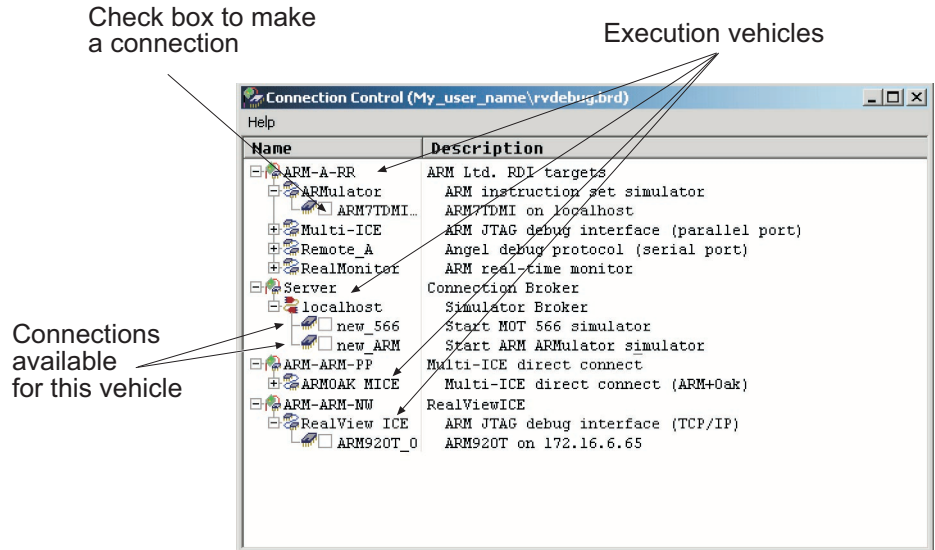 Check box to make
a connection
Execution vehicles
Connection Control (My_user_name\rvdebug.brd)
Help
Name Description
ARM-A-RR ARM Ltd. RDI targets
ARMulator ARM instruction set simulator
ARM7TDMI... ARM7TDMI on localhost
Multi-ICE ARM JTAG debug interface (parallel port)
Remote_A Angel debug protocol (serial port)
RealMonitor ARM real-time monitor
Server Connection Broker
localhost Simulator Broker
new_566 Start MOT 566 simulator
new_ARM Start ARM ARMulator simulator
ARM-ARM-PP Multi-ICE direct connect
ARMOAK MICE Multi-ICE direct connect (ARM+Oak)
ARM-ARM-NW RealViewICE
RealView ICE ARM JTAG debug interface (TCP/IP)
ARM920T_0 ARM920T on 172.16.6.65
Connections
available
for this vehicle